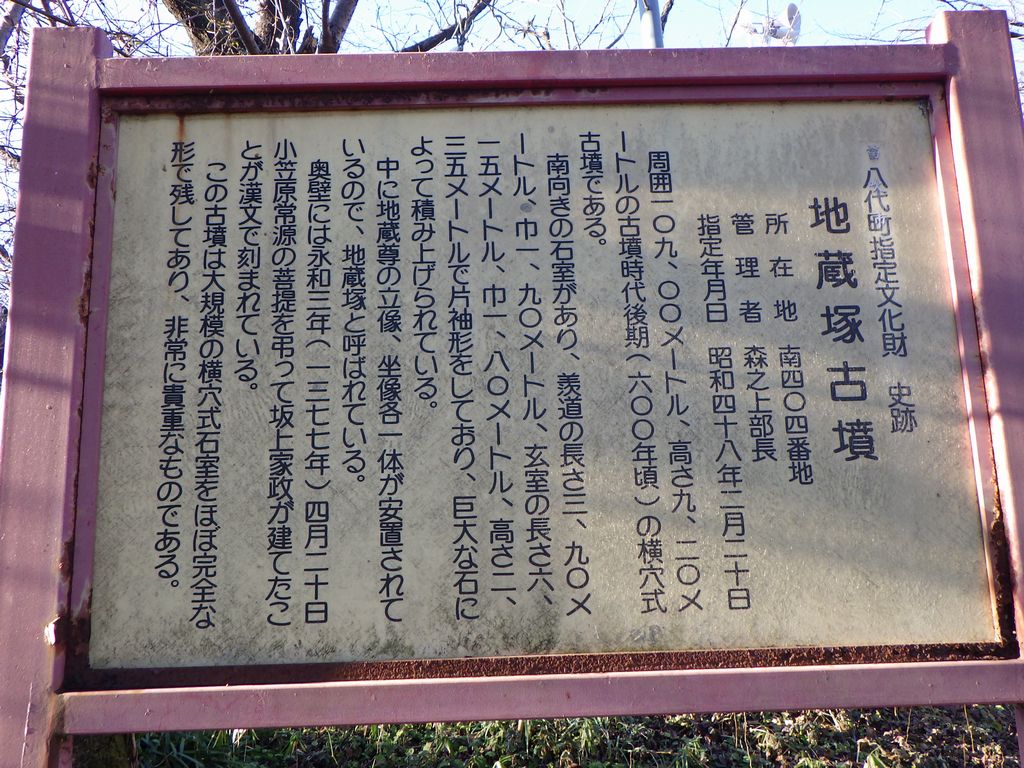 旧八代町指定文化財 史跡
地蔵塚古墳
所在地 南四〇四番地
管理者 森之上部長
指定年月日 昭和四十八年二月二十日
周囲一〇九、〇〇メートル、高さ九、二〇メ
ートルの古墳時代後期（六〇〇年頃）の横穴式
古墳である。
南向きの石室があり、羨道の長さ三、九〇メ
ートル、巾一、九〇メートル、玄室の長さ六、
一五メートル、巾一、八〇メートル、高さ二、
三五メートルで片袖形をしており、巨大な石に
よって積み上げられている。
中に地蔵尊の立像、坐像各一体が安置されて
いるので、地蔵塚と呼ばれている。
奥壁には永和三年（一三七七年）四月二十日
小笠原常源の菩提を弔って坂上家政が建てたこ
とが漢文で刻まれている。
この古墳は大規模の横穴式石室をほぼ完全な
形で残してあり、非常に貴重なものである。